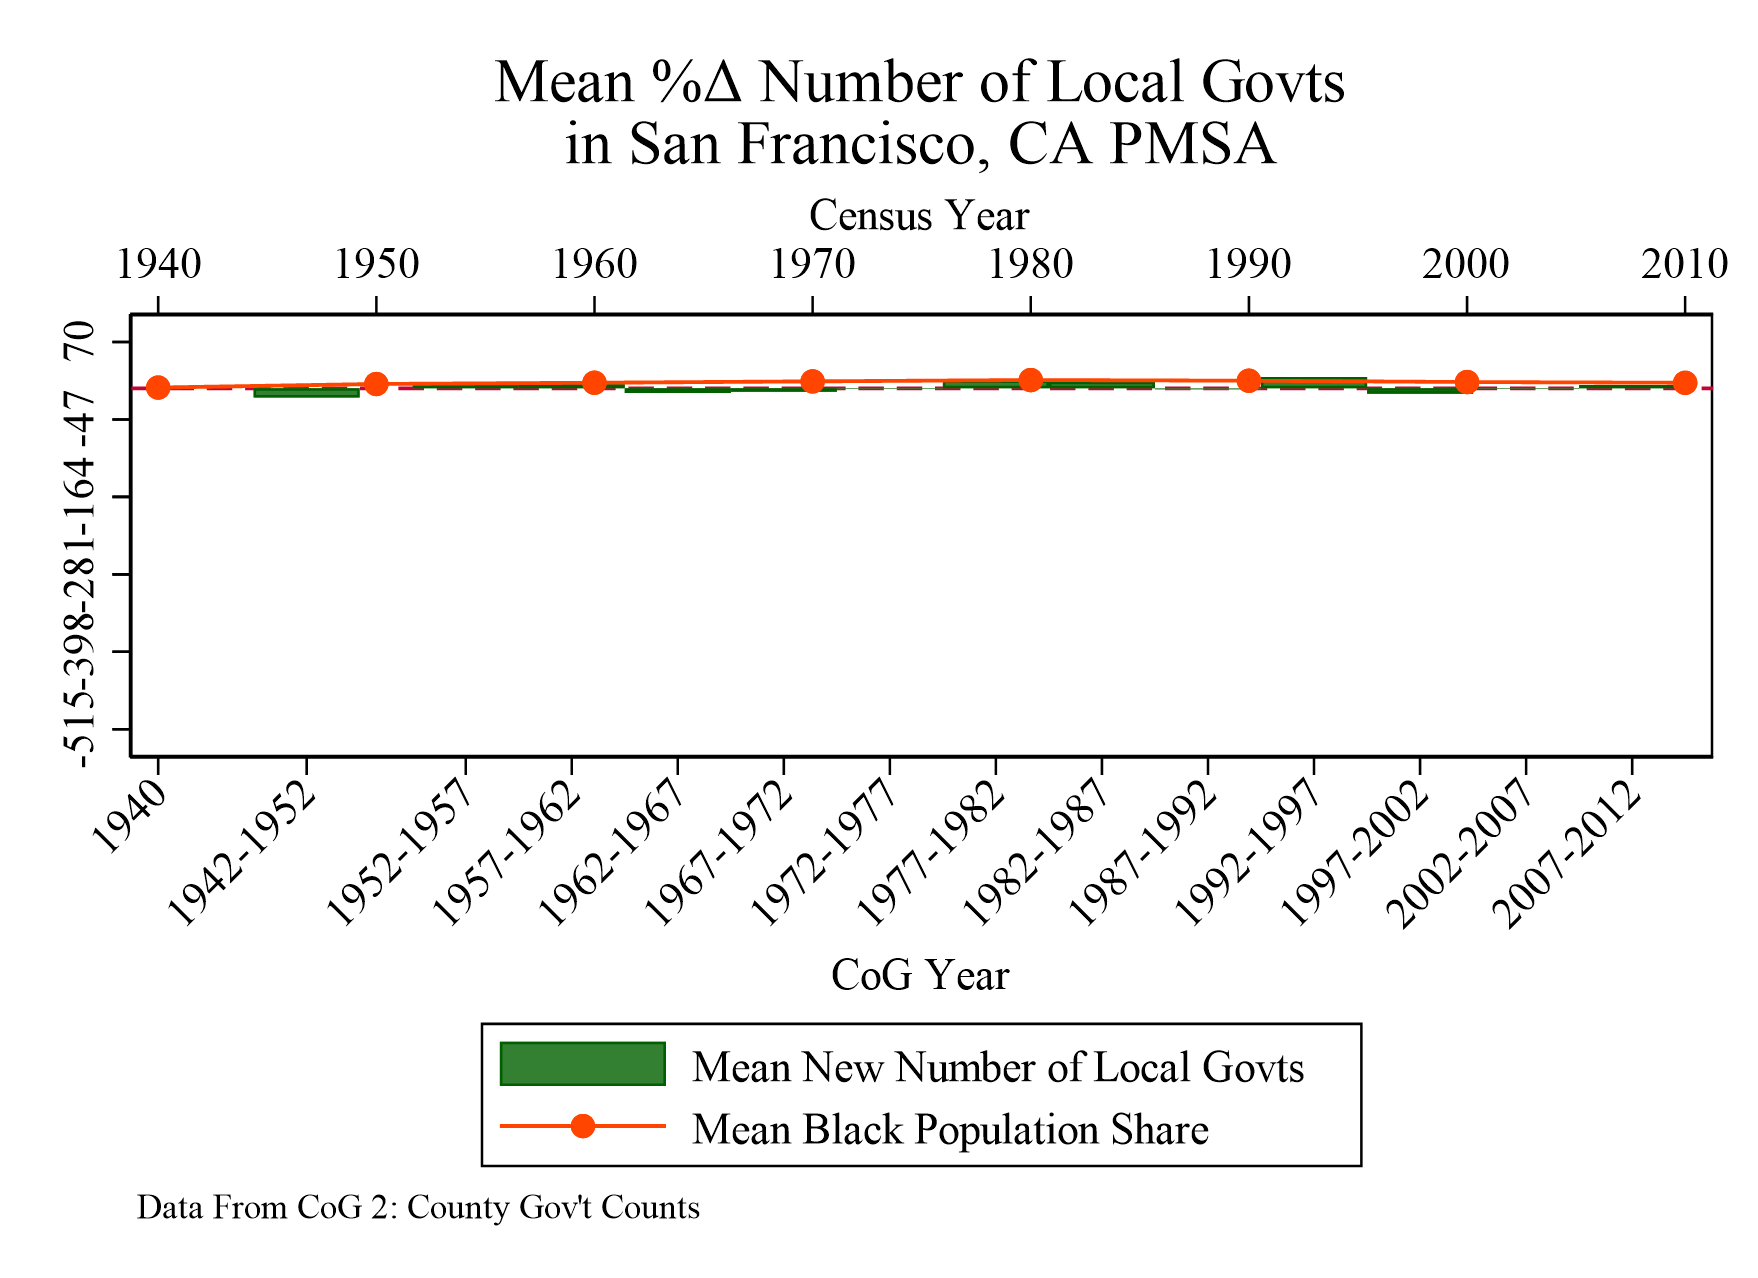 Mean %Δ Number of Local Govts
in San Francisco, CA PMSA
Census Year
1940 1950 1960 1970 1980 1990 2000 2010
70
-47
-164
-281
-398
-515
1940 1942-1952 1952-1957 1957-1962 1962-1967 1967-1972 1972-1977 1977-1982 1982-1987 1987-1992 1992-1997 1997-2002 2002-2007 2007-2012
CoG Year
Mean New Number of Local Govts
Mean Black Population Share
Data From CoG 2: County Gov't Counts